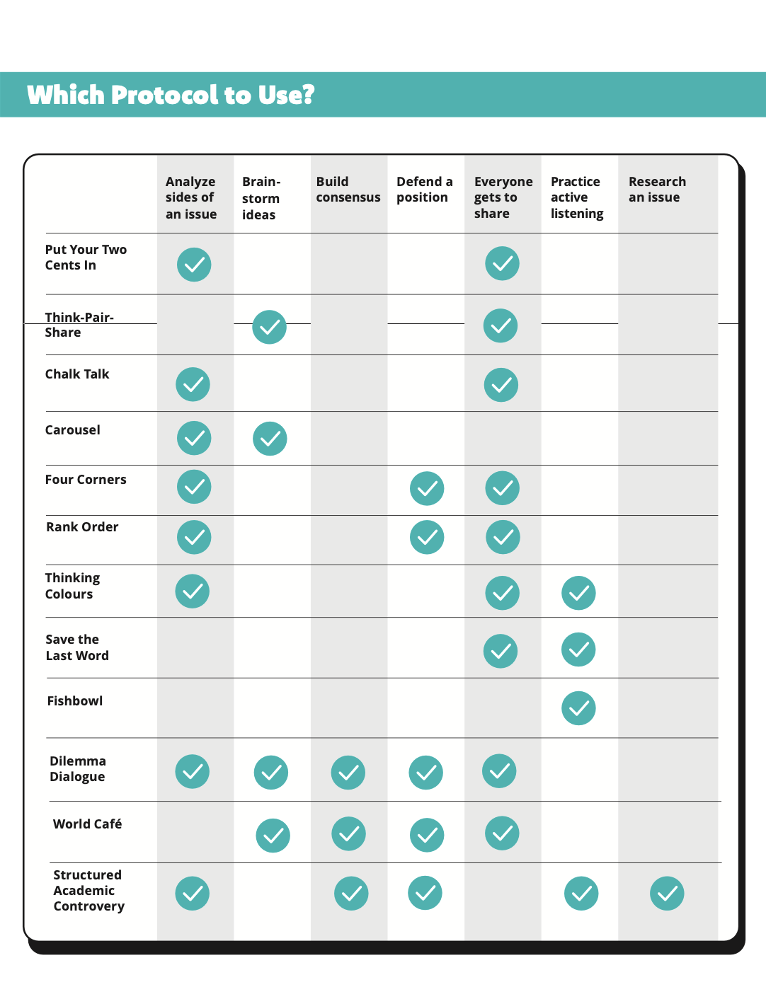 Which Protocol to Use?
Analyze
sides of
an issue
Brain-
storm
ideas
Build
consensus
Defend a
position
Everyone
gets to
share
Practice
active
listening
Research
an issue
Put Your Two
Cents In
Think-Pair-
Share
Chalk Talk
Carousel
Four Corners
Rank Order
Thinking
Colours
Save the
Last Word
Fishbowl
Dilemma
Dialogue
World Café
Structured
Academic
Controvery